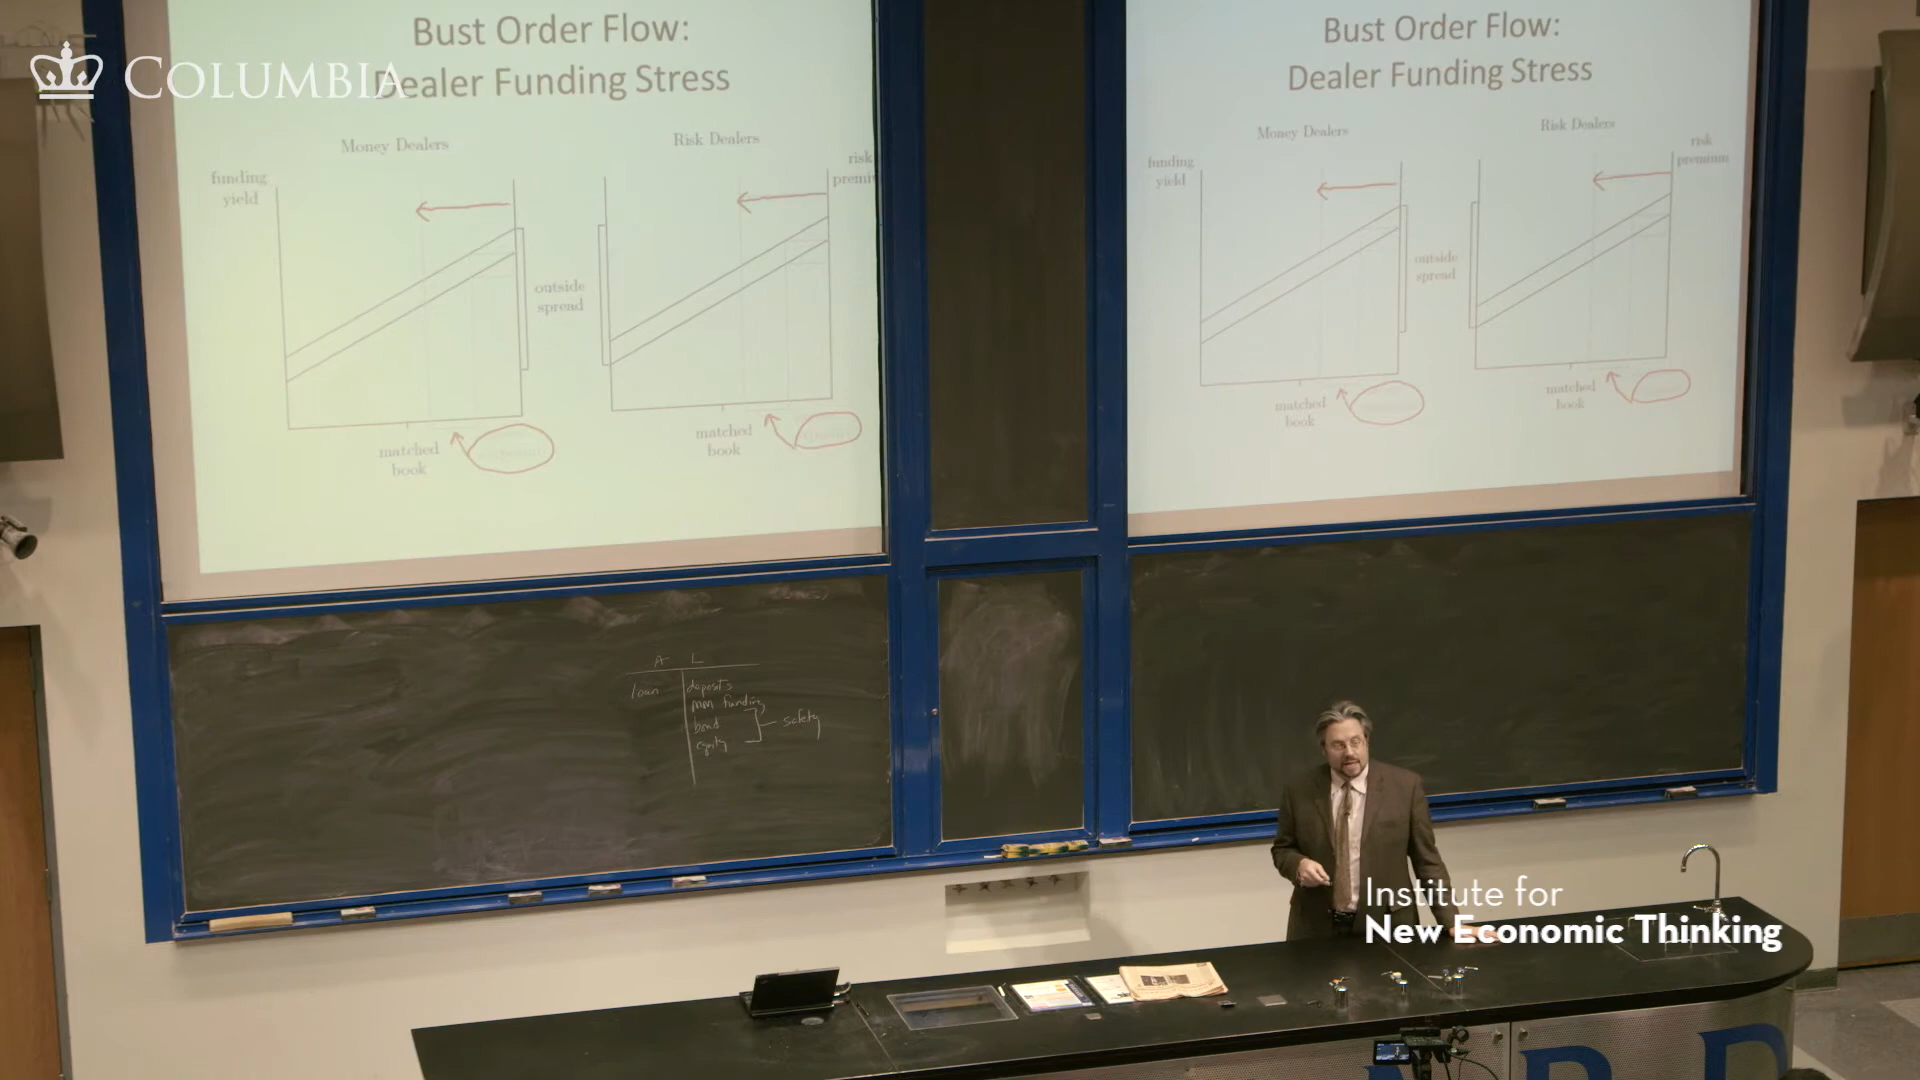 COLUMBIA
Bust Order Flow:
Dealer Funding Stress
Money Dealers
Risk Dealers
funding
yield
risk
outside
spread
matched
book
matched
book
Bust Order Flow:
Dealer Funding Stress
Money Dealers
Risk Dealers
funding
yield
risk
premium
outside
spread
matched
book
matched
book
A L
loan
deposits
mm funding
bond
equity
safety
Institute for
New Economic Thinking